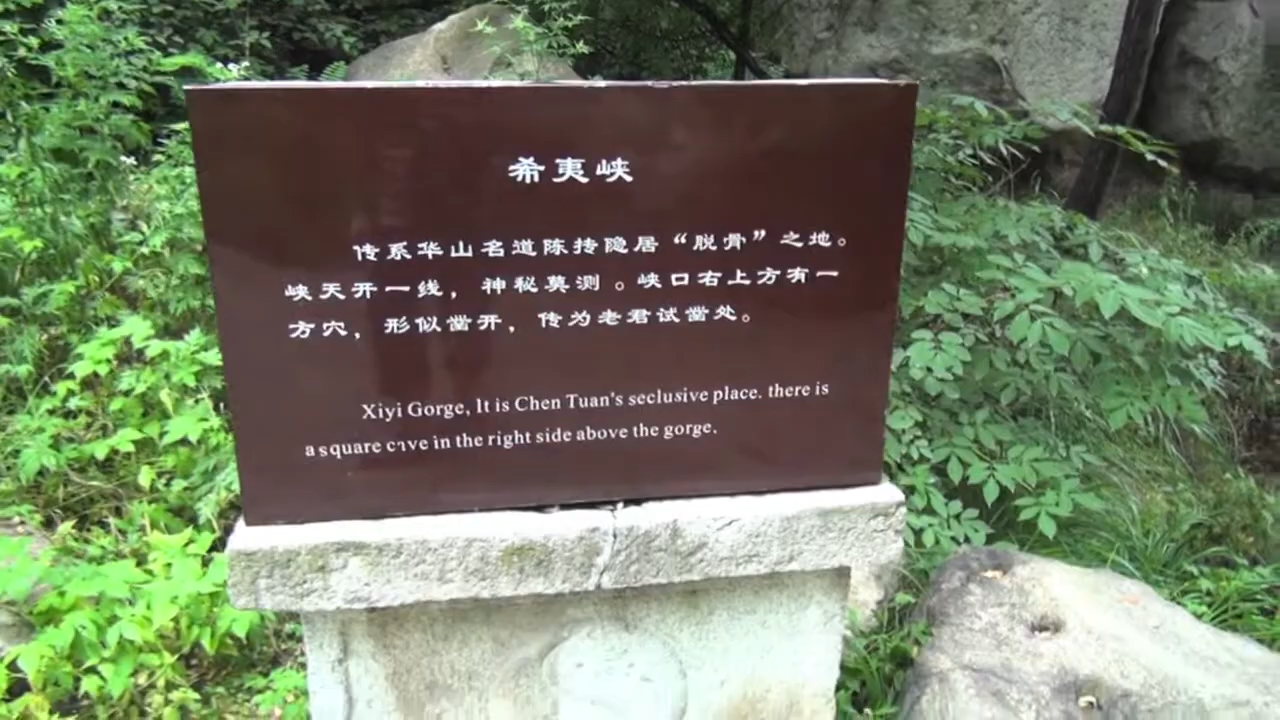 希夷峡
传系华山名道陈抟隐居“脱骨”之地。
峡天开一线，神秘莫测。峡口右上方有一
方穴，形似凿开，传为老君试凿处。
Xiyi Gorge, It is Chen Tuan's seclusive place. there is
a square cave in the right side above the gorge.